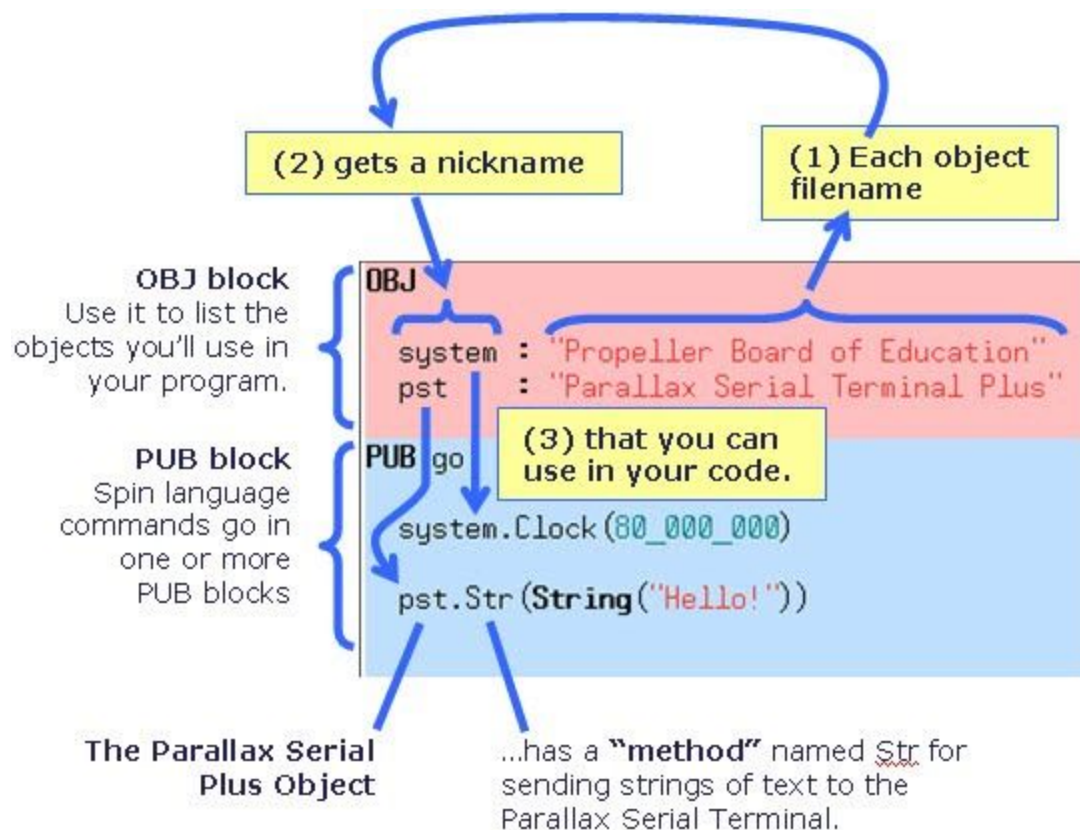 (2) gets a nickname
(1) Each object
filename
OBJ block
Use it to list the
objects you'll use in
your program.
OBJ
system : "Propeller Board of Education"
pst : "Parallax Serial Terminal Plus"
(3) that you can
use in your code.
PUB block
Spin language
commands go in
one or more
PUB blocks
PUB go
system.Clock(80_000_000)
pst.Str(String("Hello!"))
The Parallax Serial
Plus Object
...has a “method” named Str for
sending strings of text to the
Parallax Serial Terminal.